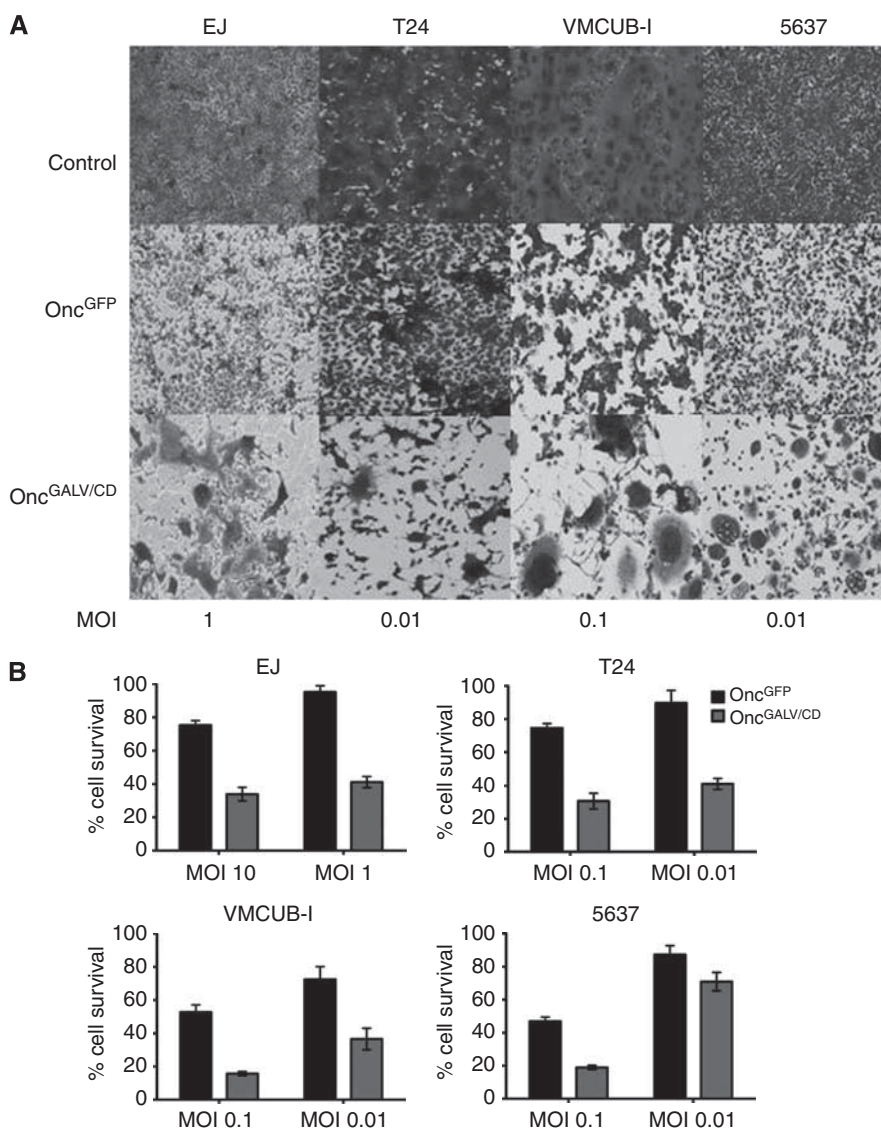 A
EJ T24 VMCUB-I 5637
Control
Onc^GFP
Onc^GALV/CD
MOI 1 0.01 0.1 0.01
B
EJ
100
80
60
40
20
0
% cell survival
MOI 10 MOI 1
T24
100
80
60
40
20
0
% cell survival
Onc^GFP
Onc^GALV/CD
MOI 0.1 MOI 0.01
VMCUB-I
100
80
60
40
20
0
% cell survival
MOI 0.1 MOI 0.01
5637
100
80
60
40
20
0
% cell survival
MOI 0.1 MOI 0.01